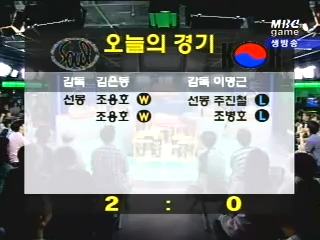 오늘의 경기
MBC
game
생방송
감독 김은동 감독 이명근
선봉 조용호 W 선봉 주진철 L
조용호 W 조병호 L
2 : 0